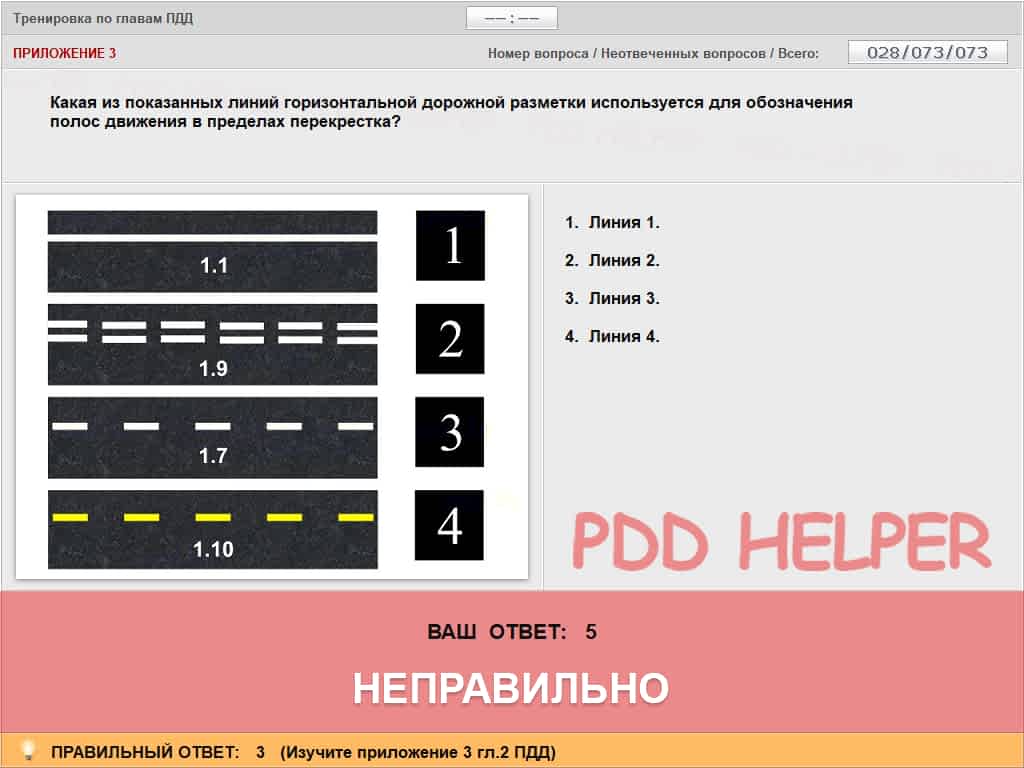 Тренировка по главам ПДД
–– : ––
ПРИЛОЖЕНИЕ 3
Номер вопроса / Неотвеченных вопросов / Всего:
028/073/073
Какая из показанных линий горизонтальной дорожной разметки используется для обозначения
полос движения в пределах перекрестка?
1.1
1
1.9
2
1.7
3
1.10
4
1. Линия 1.
2. Линия 2.
3. Линия 3.
4. Линия 4.
PDD HELPER
ВАШ ОТВЕТ: 5
НЕПРАВИЛЬНО
ПРАВИЛЬНЫЙ ОТВЕТ: 3 (Изучите приложение 3 гл.2 ПДД)